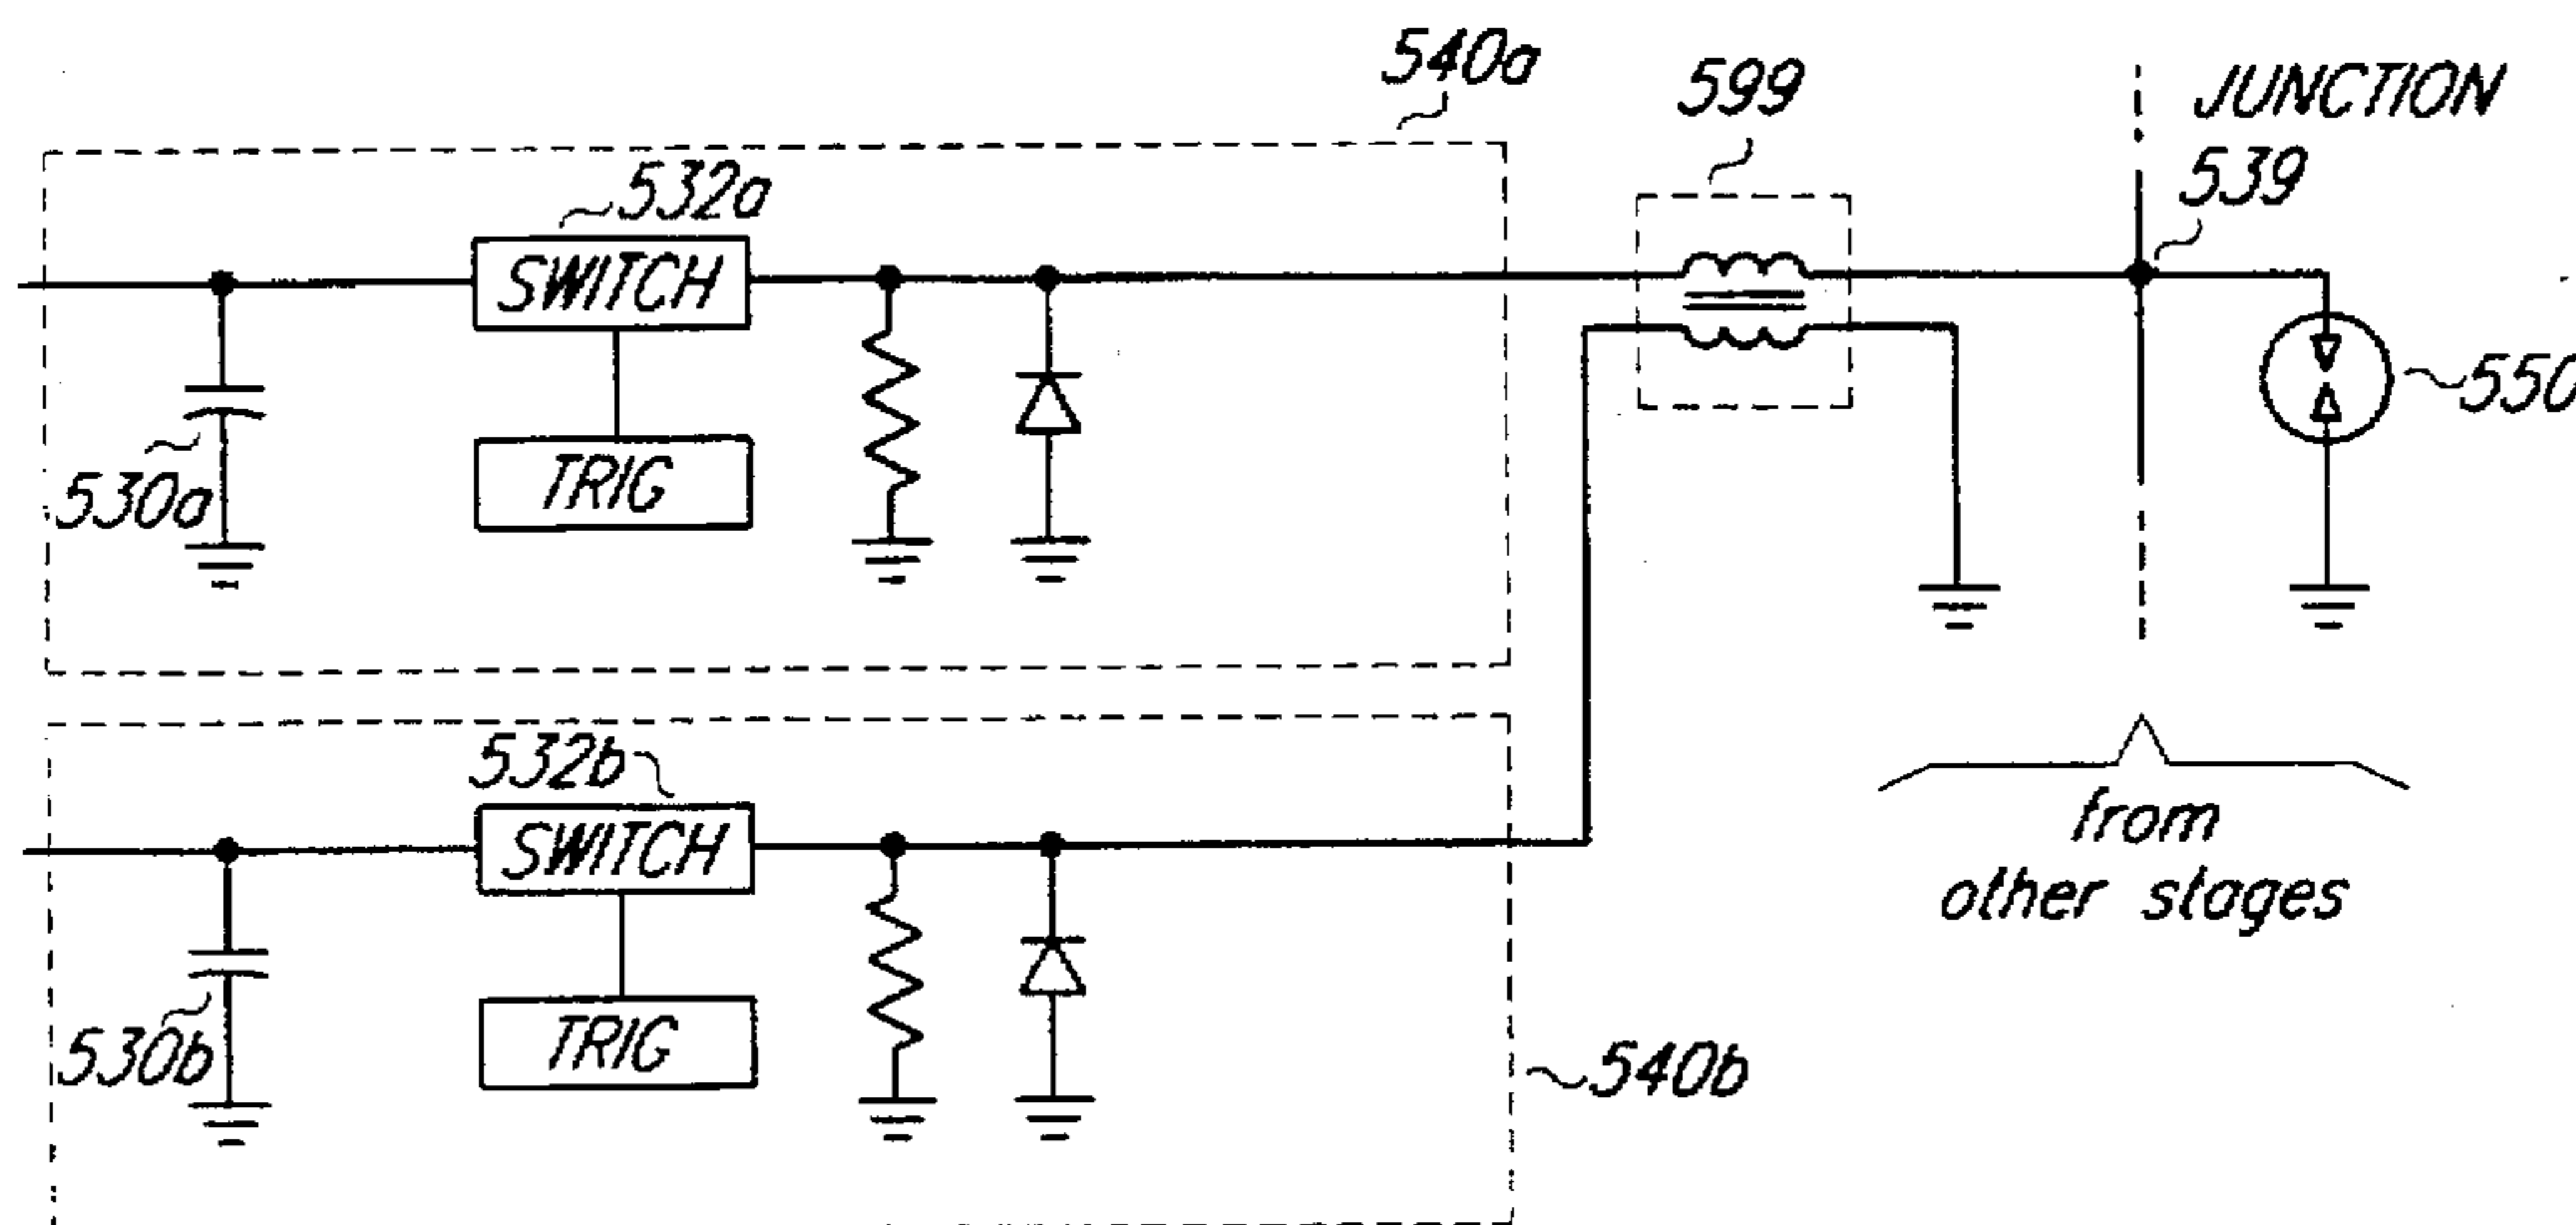 540a
599
JUNCTION
532a
539
SWITCH
550
530a
TRIG
532b
SWITCH
from
other stages
530b
TRIG
540b